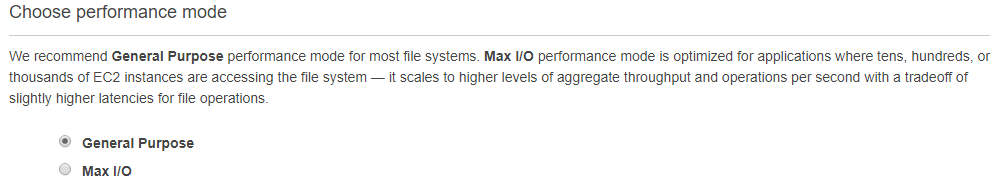 Choose performance mode
We recommend General Purpose performance mode for most file systems. Max I/O performance mode is optimized for applications where tens, hundreds, or
thousands of EC2 instances are accessing the file system — it scales to higher levels of aggregate throughput and operations per second with a tradeoff of
slightly higher latencies for file operations.
General Purpose
Max I/O